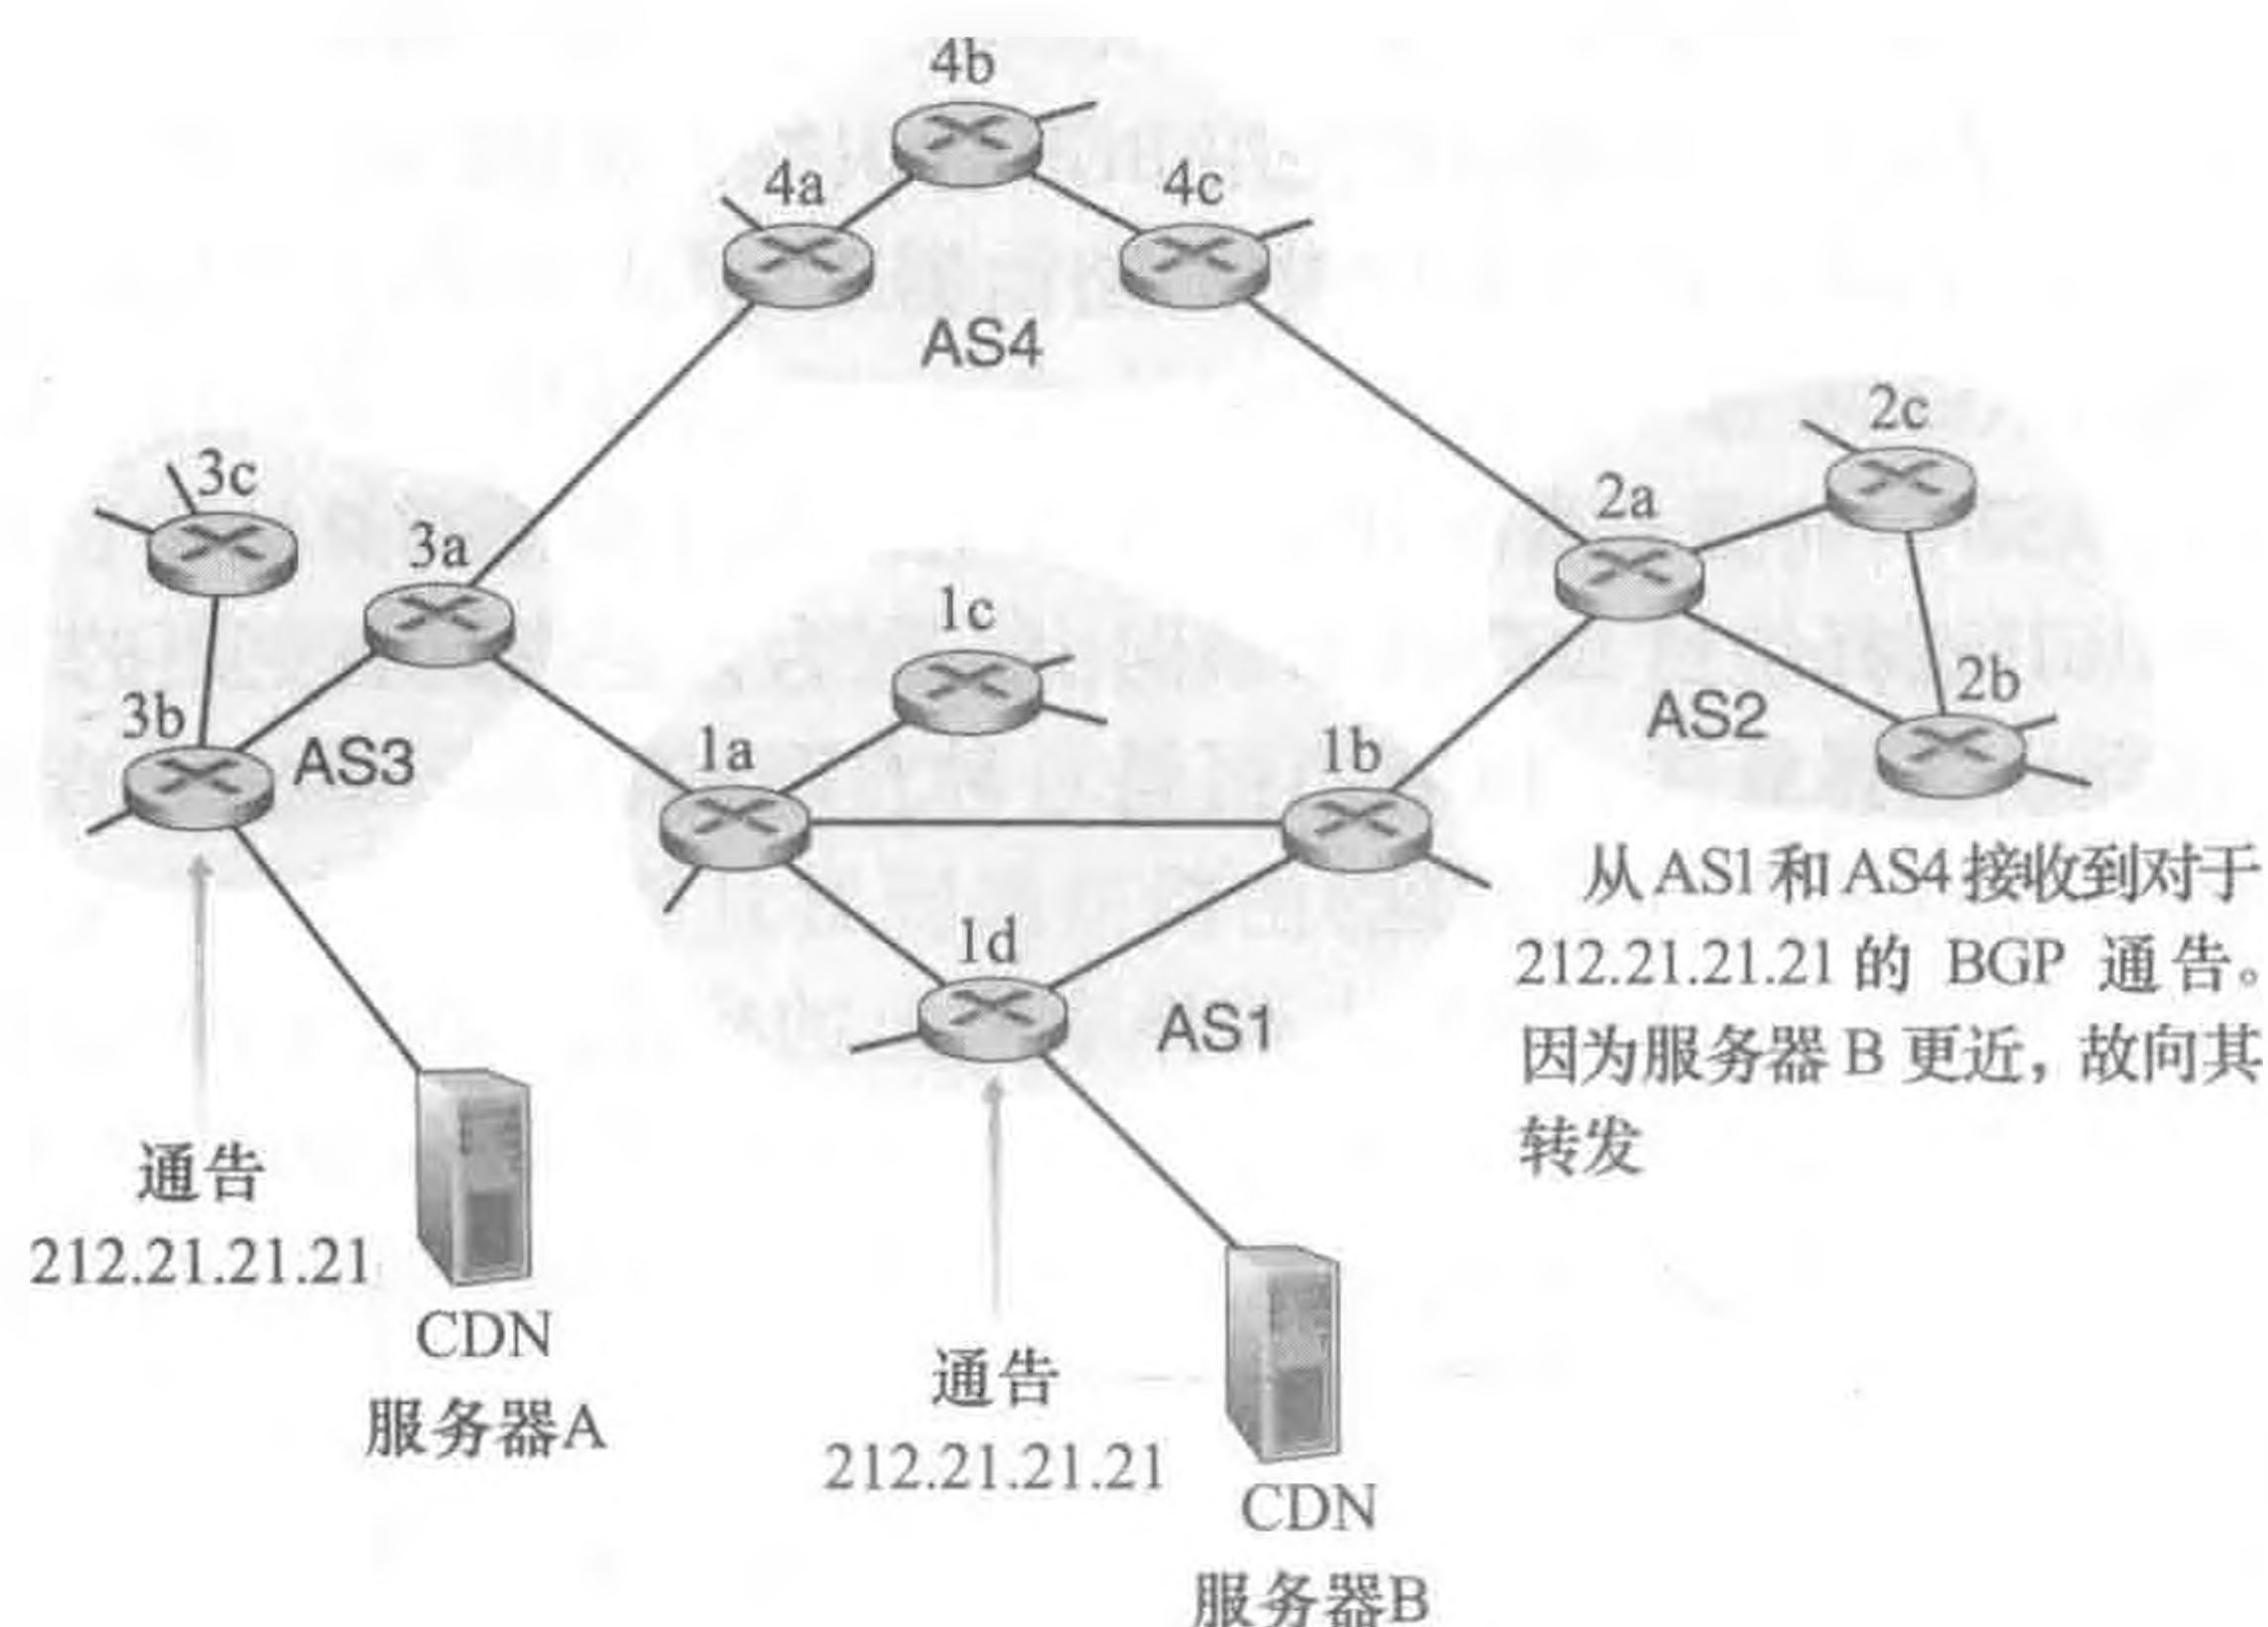 4b
4a
4c
AS4
2c
3c
2a
3a
1c
2b
AS2
3b
AS3
1a
1b
从AS1和AS4接收到对于
212.21.21.21的 BGP 通告。
因为服务器B更近，故向其
转发
1d
AS1
通告
212.21.21.21
CDN
服务器A
通告
212.21.21.21
CDN
服务器B